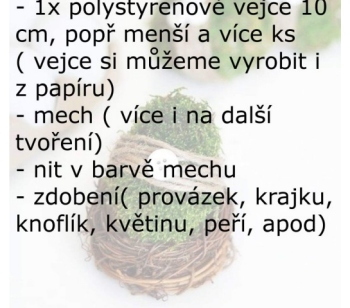 - 1x polystyrenové vejce 10
cm, popř menší a více ks
( vejce si můžeme vyrobit i
z papíru)
- mech ( více i na další
tvoření)
- nit v barvě mechu
- zdobení( provázek, krajku,
knoflík, květinu, peří, apod)